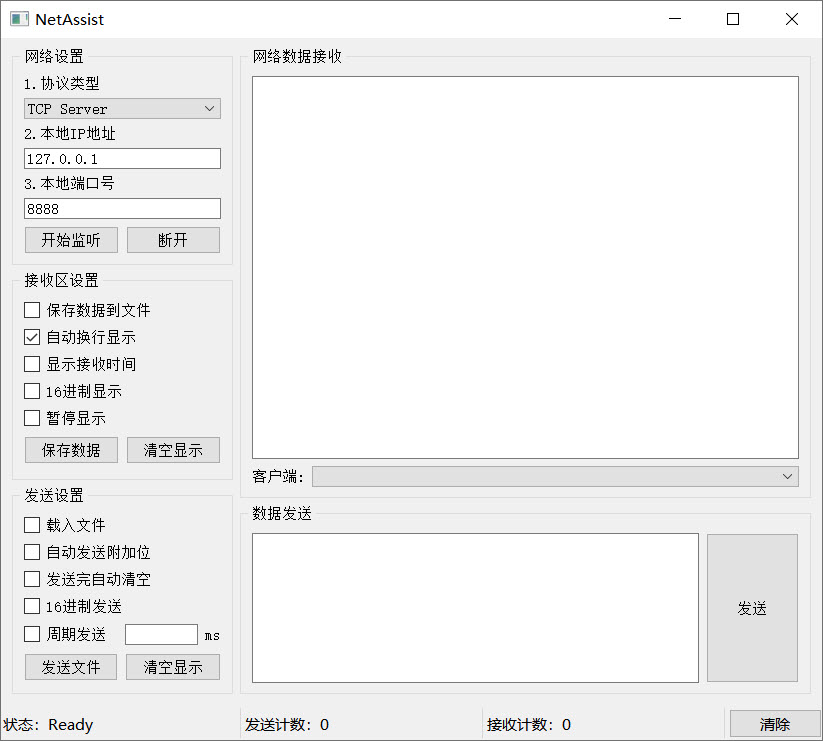 NetAssist
网络设置
1.协议类型
TCP Server
2.本地IP地址
127.0.0.1
3.本地端口号
8888
开始监听 断开
接收区设置
保存数据到文件
自动换行显示
显示接收时间
16进制显示
暂停显示
保存数据 清空显示
发送设置
载入文件
自动发送附加位
发送完自动清空
16进制发送
周期发送 ms
发送文件 清空显示
网络数据接收
客户端：
数据发送
发送
状态：Ready 发送计数：0 接收计数：0 清除